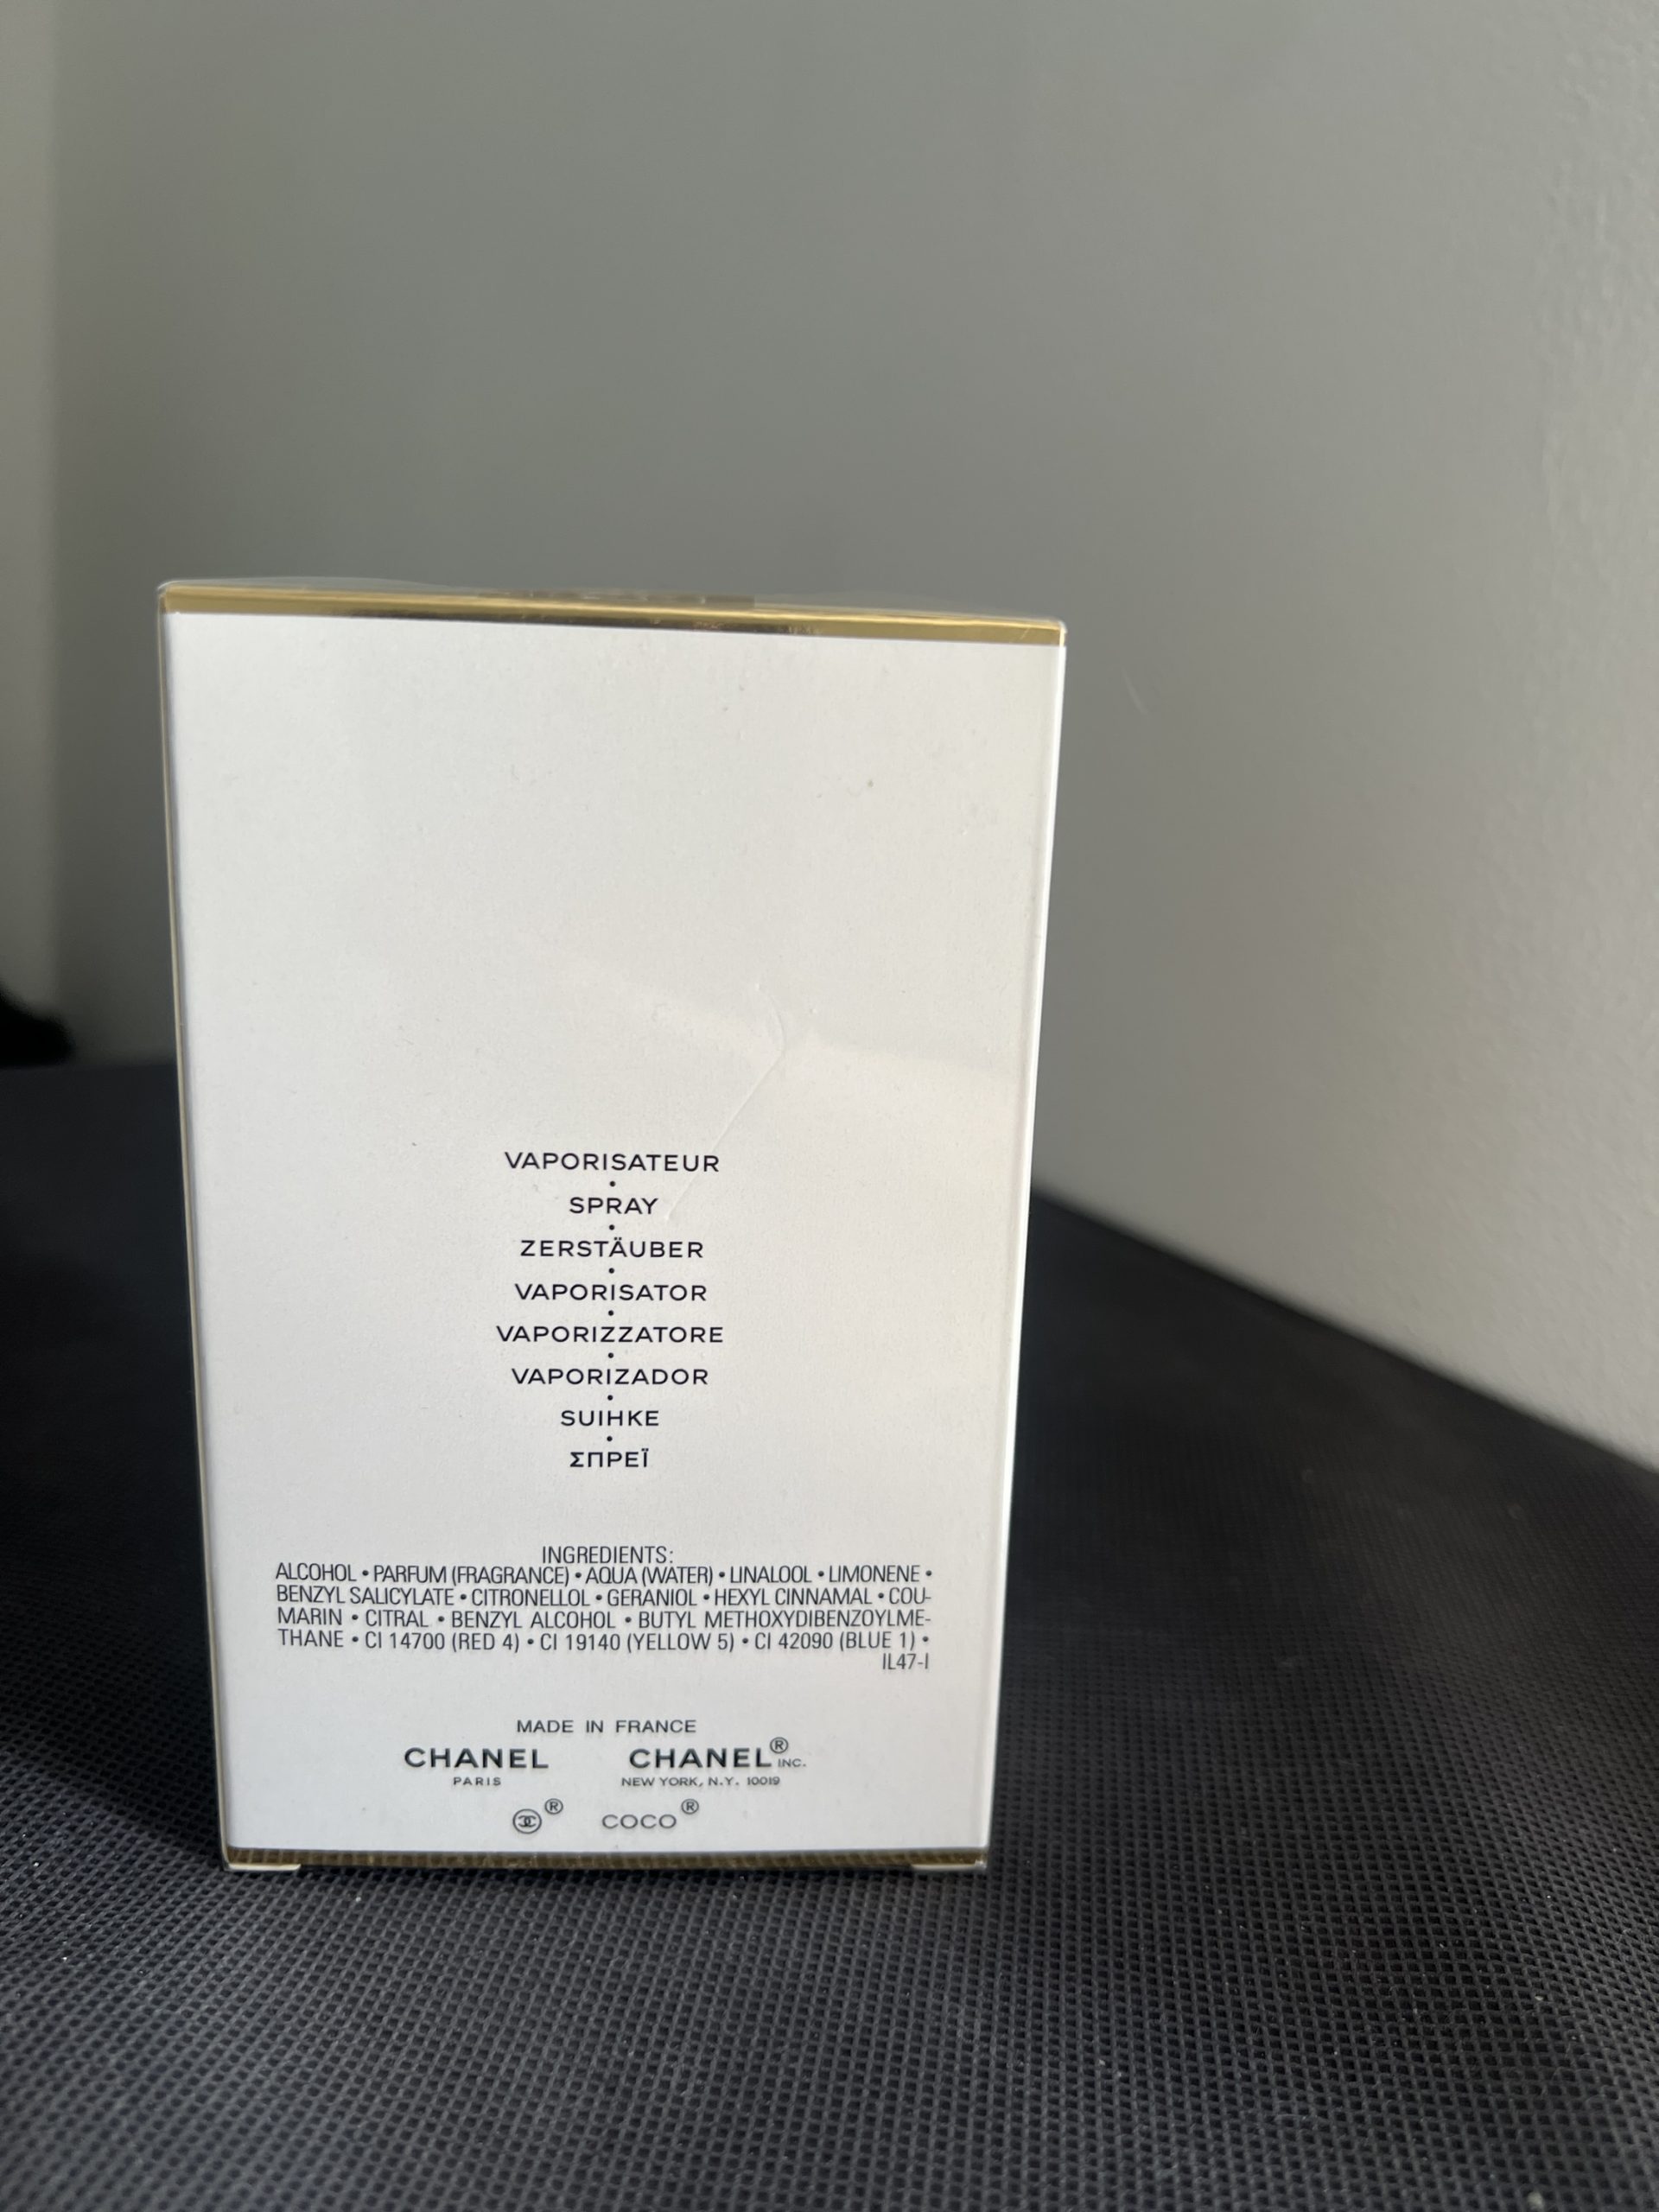 VAPORISATEUR
•
SPRAY
•
ZERSTÄUBER
•
VAPORISATOR
•
VAPORIZZATORE
•
VAPORIZADOR
•
SUIHKE
•
ΣΠΡΕΪ
INGREDIENTS:
ALCOHOL • PARFUM (FRAGRANCE) • AQUA (WATER) • LINALOOL • LIMONENE •
BENZYL SALICYLATE • CITRONELLOL • GERANIOL • HEXYL CINNAMAL • COU-
MARIN • CITRAL • BENZYL ALCOHOL • BUTYL METHOXYDIBENZOYLME-
THANE • CI 14700 (RED 4) • CI 19140 (YELLOW 5) • CI 42090 (BLUE 1) •
IL47-I
MADE IN FRANCE
CHANEL CHANEL® INC.
PARIS NEW YORK, N.Y. 10019
® COCO®